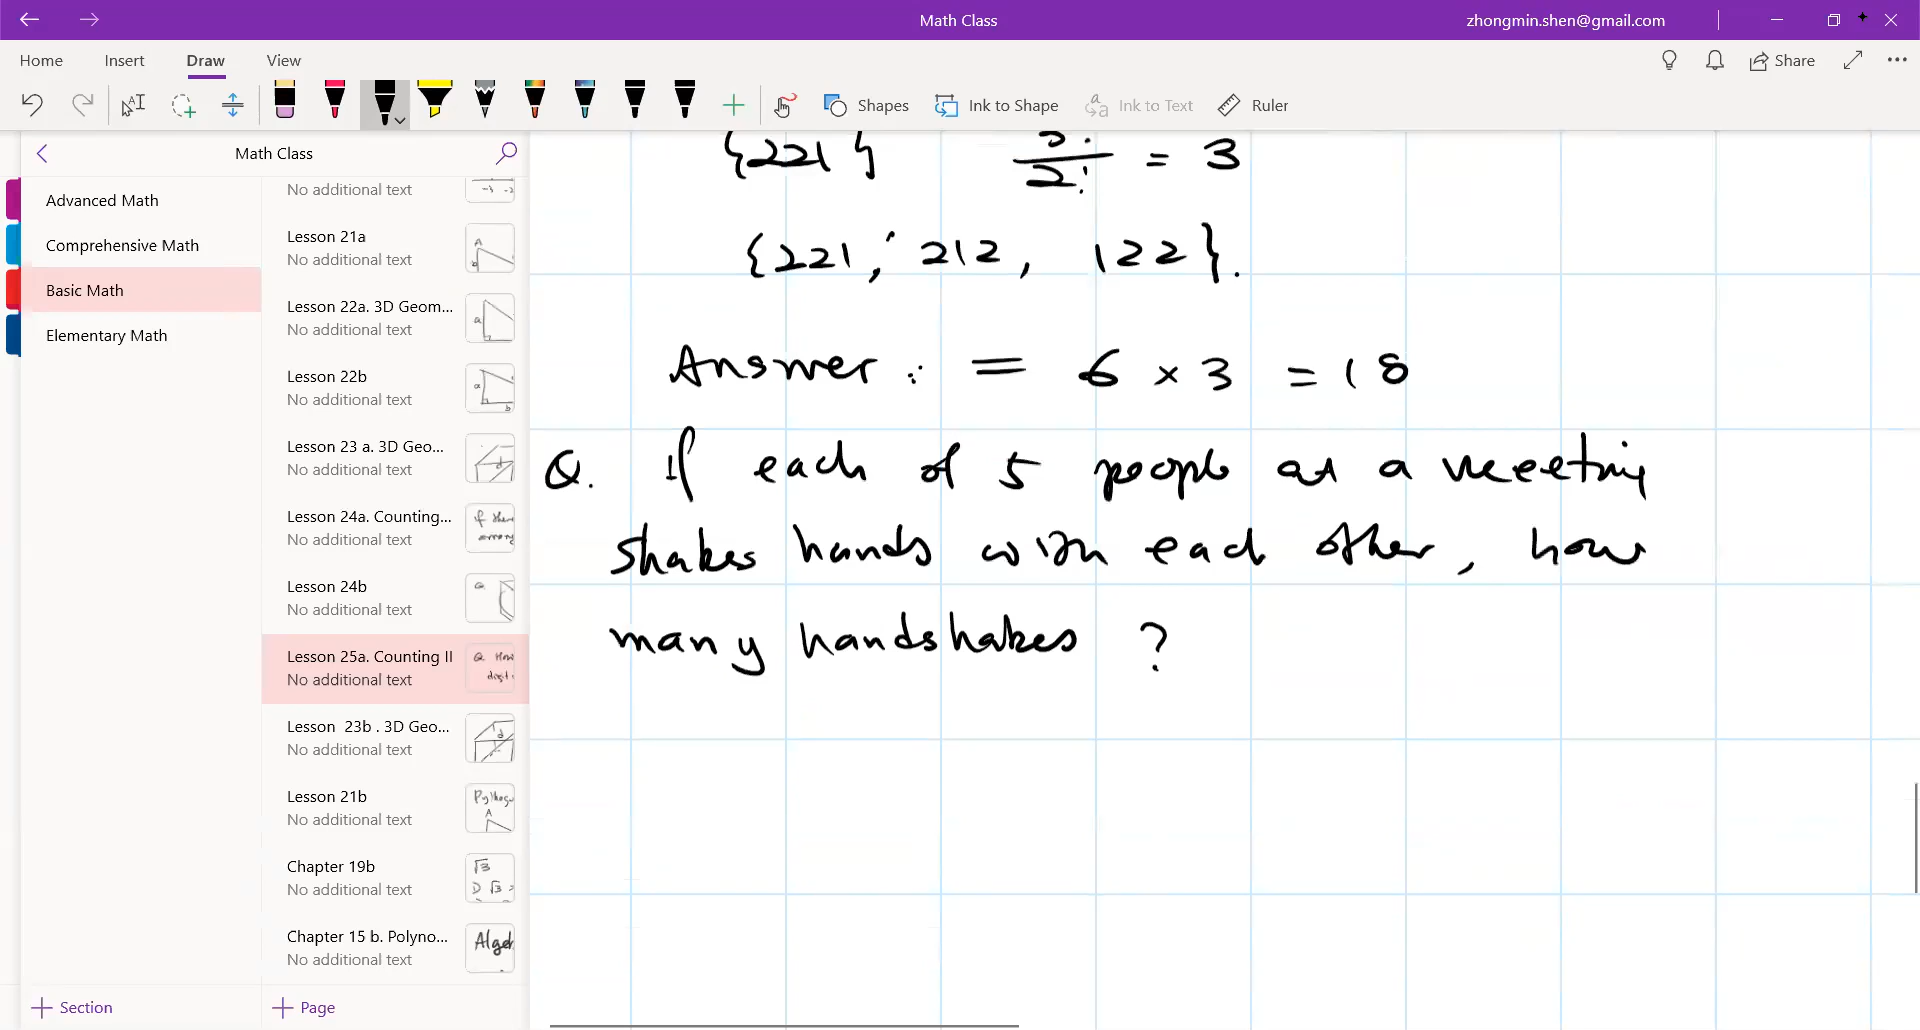 Math Class
zhongmin.shen@gmail.com
Home
Insert
Draw
View
Share
Shapes
Ink to Shape
Ink to Text
Ruler
Math Class
Advanced Math
Comprehensive Math
Basic Math
Elementary Math
No additional text
Lesson 21a
No additional text
Lesson 22a. 3D Geom...
No additional text
Lesson 22b
No additional text
Lesson 23 a. 3D Geo...
No additional text
Lesson 24a. Counting...
No additional text
Lesson 24b
No additional text
Lesson 25a. Counting II
No additional text
Lesson 23b . 3D Geo...
No additional text
Lesson 21b
No additional text
Chapter 19b
No additional text
Chapter 15 b. Polyno...
No additional text
Section
Page
{221} 3!/2! = 3
{221, 212, 122}.
Answer : = 6 × 3 = 18
Q. If each of 5 people at a meeting
shakes hands with each other, how
many handshakes ?